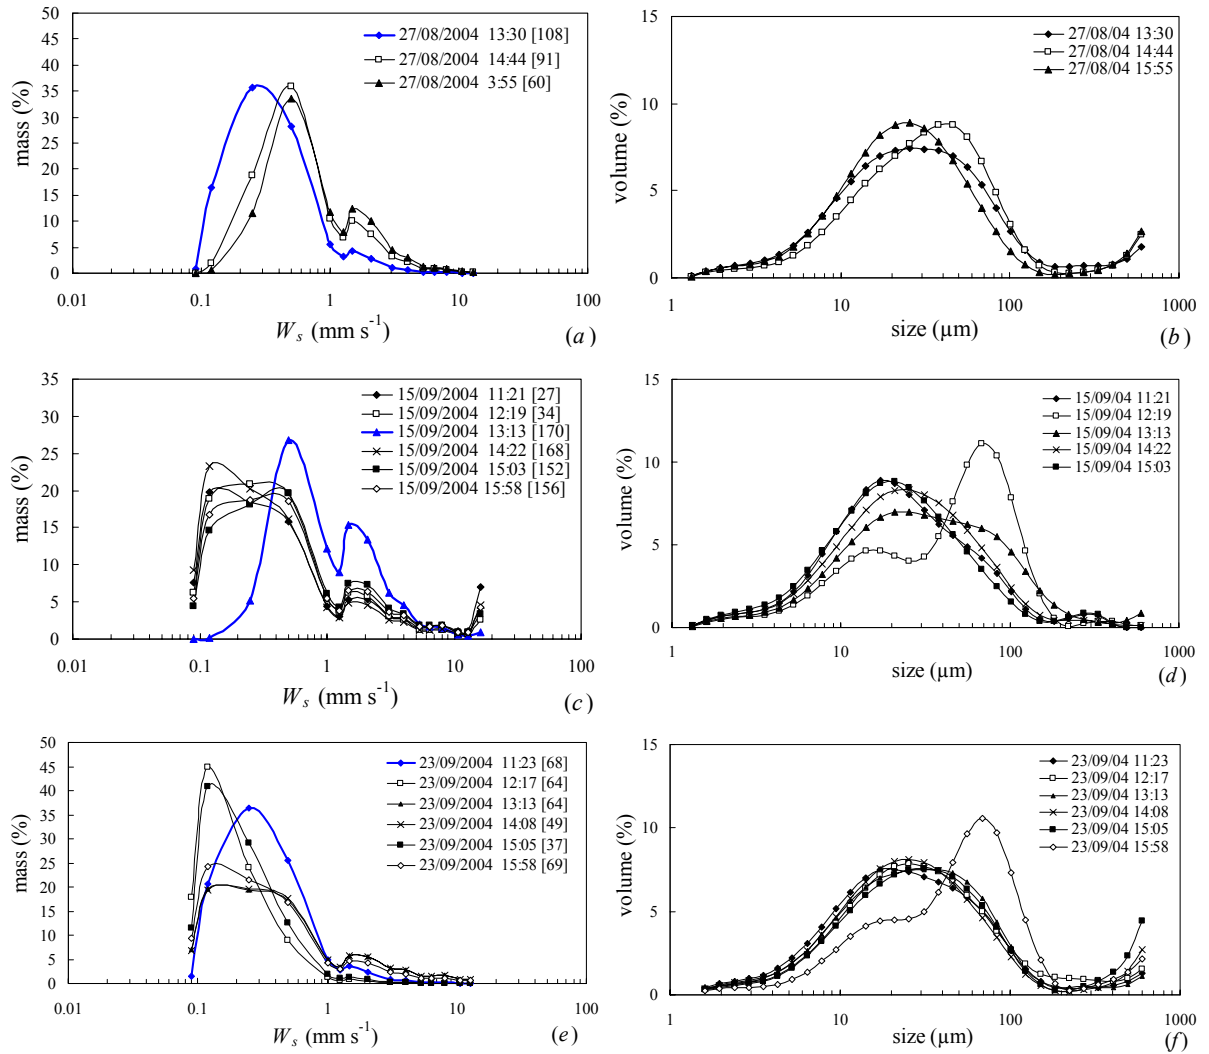 mass (%)
50
45
40
35
30
25
20
15
10
5
0
27/08/2004 13:30 [108]
27/08/2004 14:44 [91]
27/08/2004 3:55 [60]
0.01 0.1 1 10 100
W_s (mm s⁻¹)
(a)
volume (%)
15
10
5
0
27/08/04 13:30
27/08/04 14:44
27/08/04 15:55
1 10 100 1000
size (µm)
(b)
mass (%)
35
30
25
20
15
10
5
0
15/09/2004 11:21 [27]
15/09/2004 12:19 [34]
15/09/2004 13:13 [170]
15/09/2004 14:22 [168]
15/09/2004 15:03 [152]
15/09/2004 15:58 [156]
0.01 0.1 1 10 100
W_s (mm s⁻¹)
(c)
volume (%)
15
10
5
0
15/09/04 11:21
15/09/04 12:19
15/09/04 13:13
15/09/04 14:22
15/09/04 15:03
1 10 100 1000
size (µm)
(d)
mass (%)
50
45
40
35
30
25
20
15
10
5
0
23/09/2004 11:23 [68]
23/09/2004 12:17 [64]
23/09/2004 13:13 [64]
23/09/2004 14:08 [49]
23/09/2004 15:05 [37]
23/09/2004 15:58 [69]
0.01 0.1 1 10 100
W_s (mm s⁻¹)
(e)
volume (%)
15
10
5
0
23/09/04 11:23
23/09/04 12:17
23/09/04 13:13
23/09/04 14:08
23/09/04 15:05
23/09/04 15:58
1 10 100 1000
size (µm)
(f)